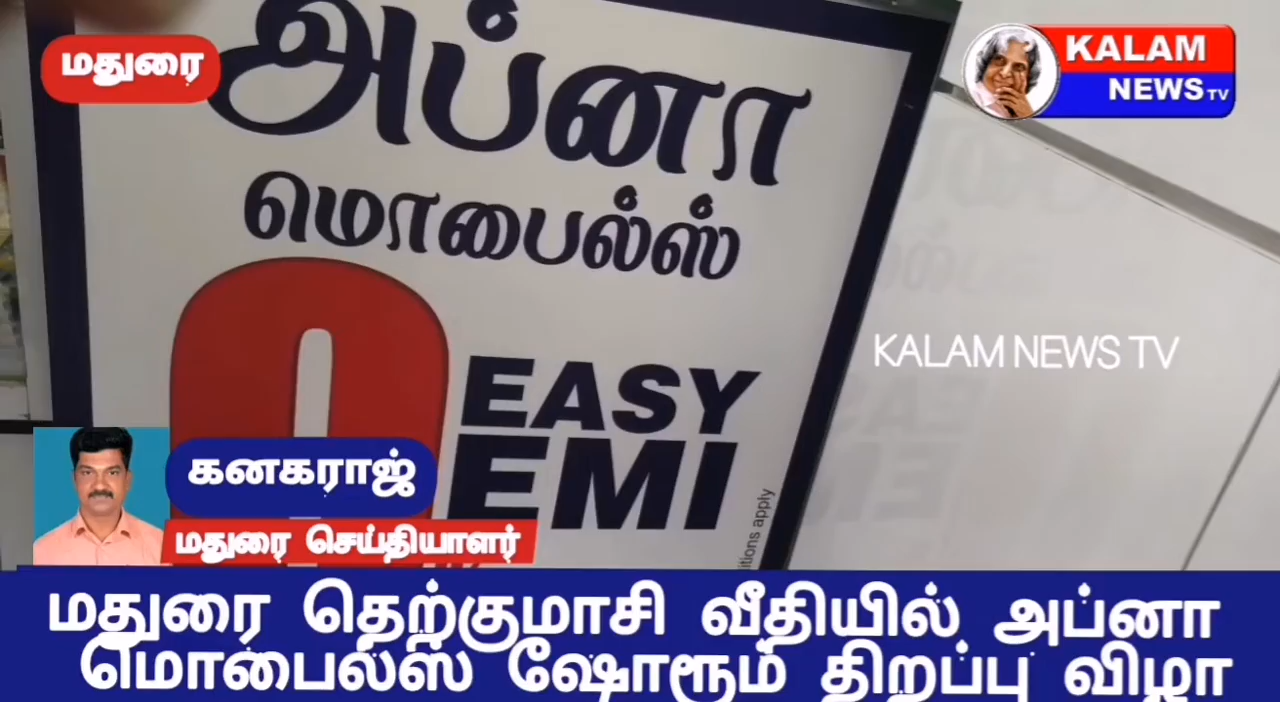 மதுரை
KALAM
NEWS TV
அப்னா
மொபைல்ஸ்
KALAM NEWS TV
0
EASY
EMI
கனகராஜ்
மதுரை செய்தியாளர்
மதுரை தெற்குமாசி வீதியில் அப்னா
மொபைல்ஸ் ஷோரூம் திறப்பு விழா